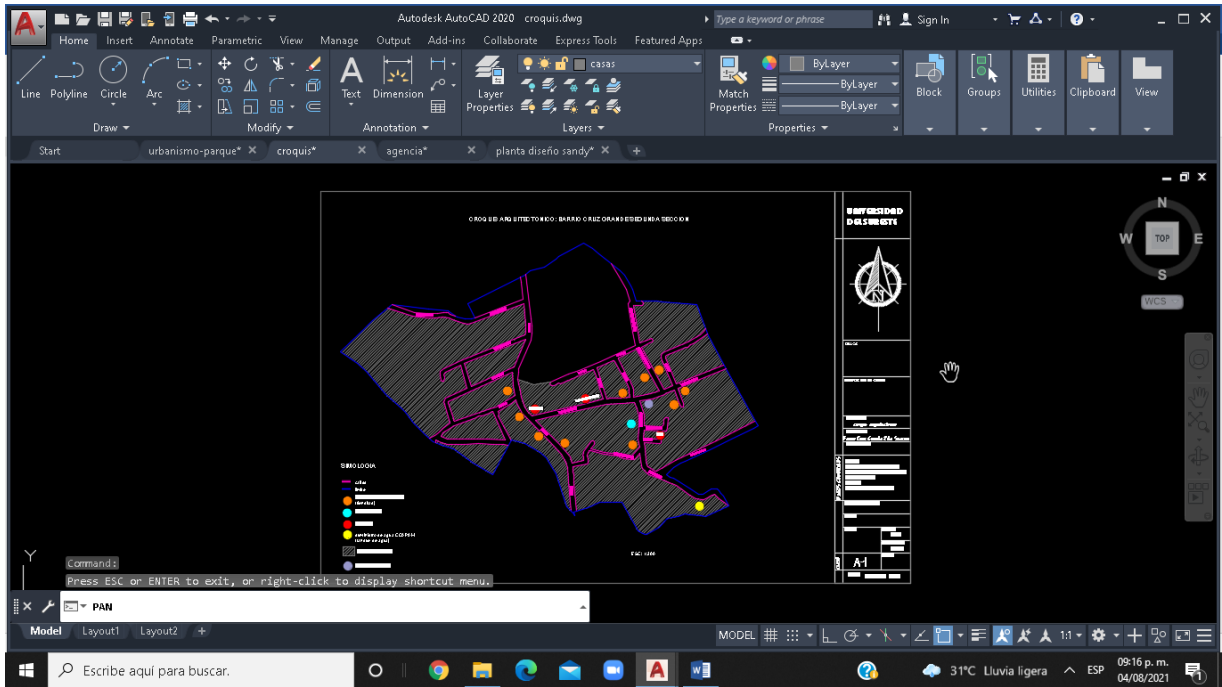 Autodesk AutoCAD 2020 croquis.dwg
Type a keyword or phrase
Sign In
Home Insert Annotate Parametric View Manage Output Add-ins Collaborate Express Tools Featured Apps
casas
ByLayer
Line Polyline Circle Arc
Text Dimension
Layer Properties
Match Properties
ByLayer
ByLayer
Block Groups Utilities Clipboard View
Draw Modify Annotation Layers Properties
Start urbanismo-parque* croquis* agencia* planta diseño sandy*
UNIVERSIDAD
DEL SURESTE
N
W TOP E
S
WCS
N
calles
A-1
Y
Command:
Press ESC or ENTER to exit, or right-click to display shortcut menu.
PAN
Model Layout1 Layout2
MODEL 1:1
Escribe aquí para buscar.
31°C Lluvia ligera ESP
09:16 p. m.
04/08/2021